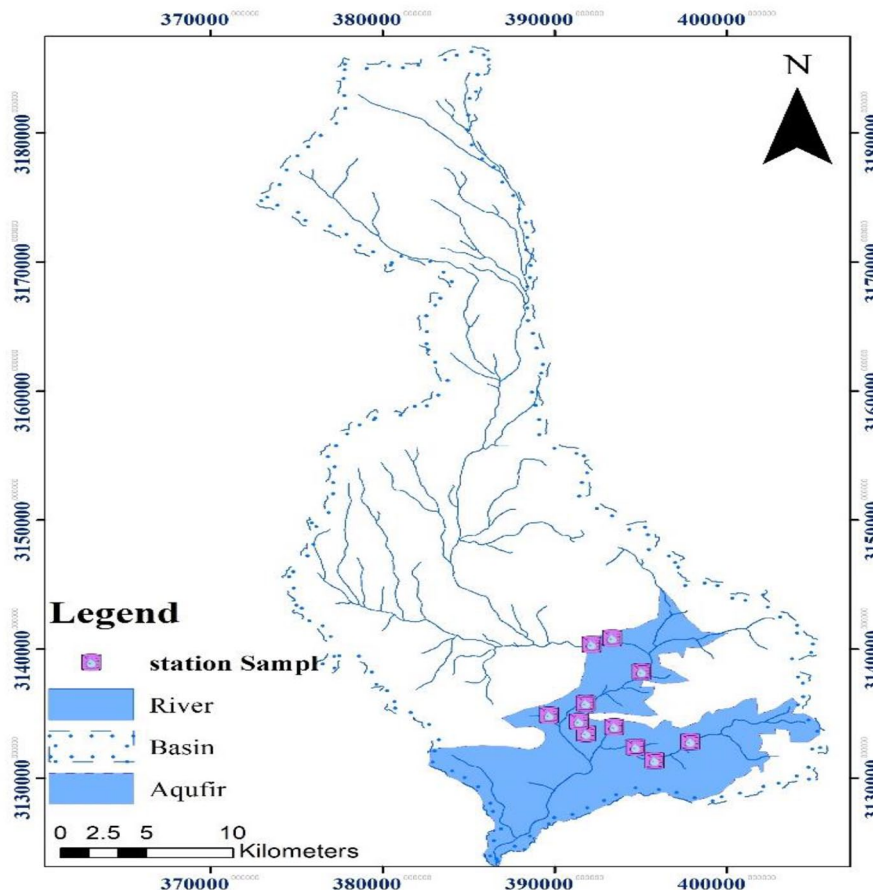 370000 380000 390000 400000
N
3180000 3180000
3170000 3170000
3160000 3160000
3150000 3150000
Legend
3140000 3140000
station Sampl
River
Basin
3130000 3130000
Aqufir
0 2.5 5 10
Kilometers
370000 380000 390000 400000